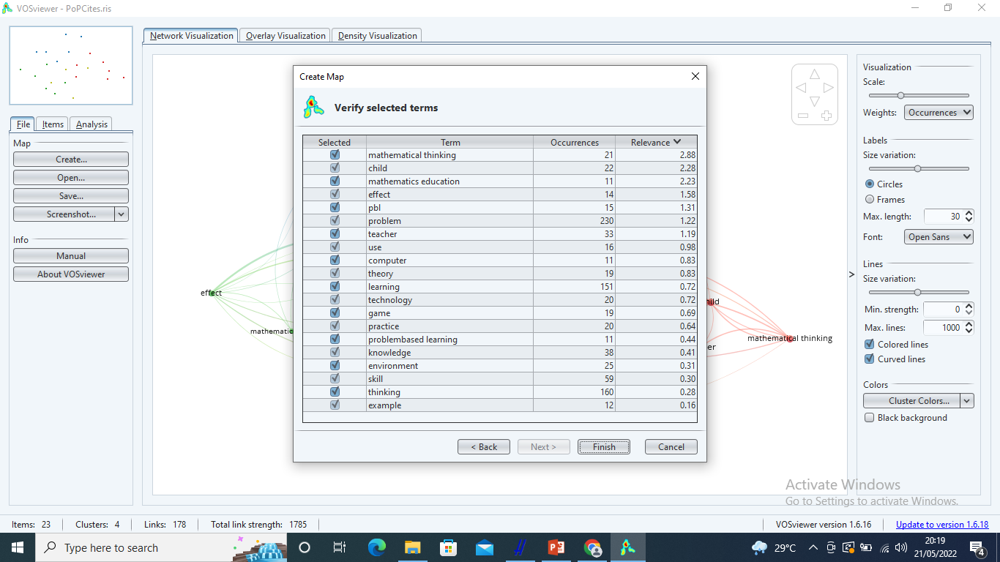 VOSviewer - PoPCites.ris
File Items Analysis
Map
Create...
Open...
Save...
Screenshot...
Info
Manual
About VOSviewer
Network Visualization Overlay Visualization Density Visualization
effect
mathematic
hild
mathematical thinking
er
Create Map
Verify selected terms
Selected Term Occurrences Relevance
mathematical thinking 21 2.88
child 22 2.28
mathematics education 11 2.23
effect 14 1.58
pbl 15 1.31
problem 230 1.22
teacher 33 1.19
use 16 0.98
computer 11 0.83
theory 19 0.83
learning 151 0.72
technology 20 0.72
game 19 0.69
practice 20 0.64
problembased learning 11 0.44
knowledge 38 0.41
environment 25 0.31
skill 59 0.30
thinking 160 0.28
example 12 0.16
< Back Next > Finish Cancel
Visualization
Scale:
Weights: Occurrences
Labels
Size variation:
Circles
Frames
Max. length: 30
Font: Open Sans
Lines
Size variation:
Min. strength: 0
Max. lines: 1000
Colored lines
Curved lines
Colors
Cluster Colors...
Black background
Activate Windows
Go to Settings to activate Windows.
Items: 23 Clusters: 4 Links: 178 Total link strength: 1785 VOSviewer version 1.6.16 Update to version 1.6.18
Type here to search 29°C 20:19
21/05/2022 4